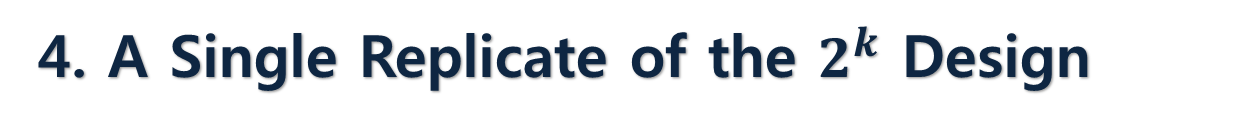 4. A Single Replicate of the 2^k Design